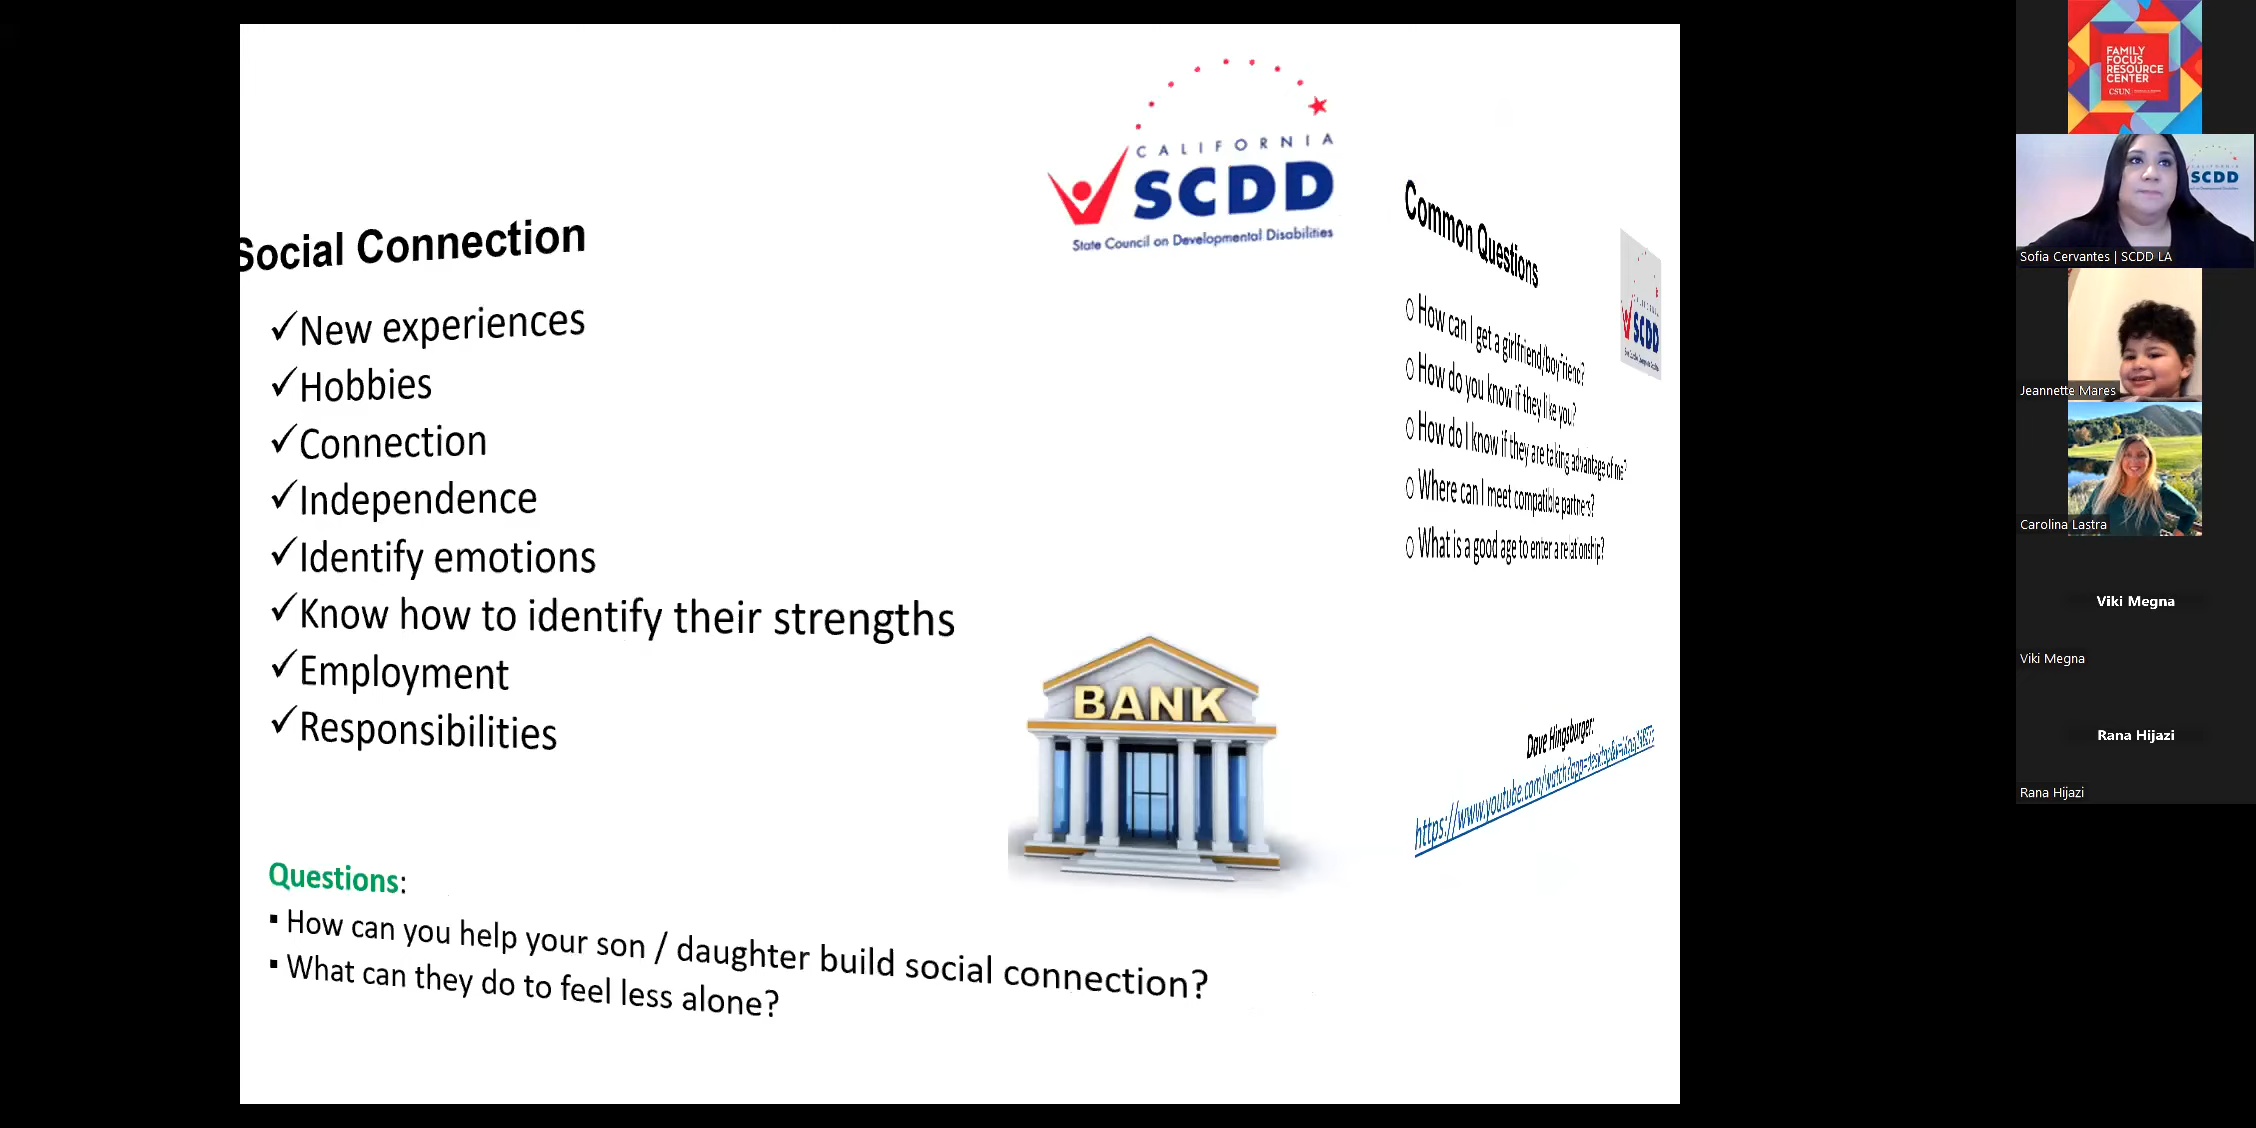 CALIFORNIA
SCDD
State Council on Developmental Disabilities
Social Connection
✓New experiences
✓Hobbies
✓Connection
✓Independence
✓Identify emotions
✓Know how to identify their strengths
✓Employment
✓Responsibilities
BANK
Questions:
▪ How can you help your son / daughter build social connection?
▪ What can they do to feel less alone?
Common Questions
CALIFORNIA
SCDD
o How can I get a girlfriend/boyfriend?
o How do you know if they like you?
o How do I know if they are taking advantage of me?
o Where can I meet compatible partners?
o What is a good age to enter a relationship?
Dave Hingsburger:
FAMILY
FOCUS
RESOURCE
CENTER
CSUN
SCDD
Sofia Cervantes | SCDD LA
Jeannette Mares
Carolina Lastra
Viki Megna
Viki Megna
Rana Hijazi
Rana Hijazi